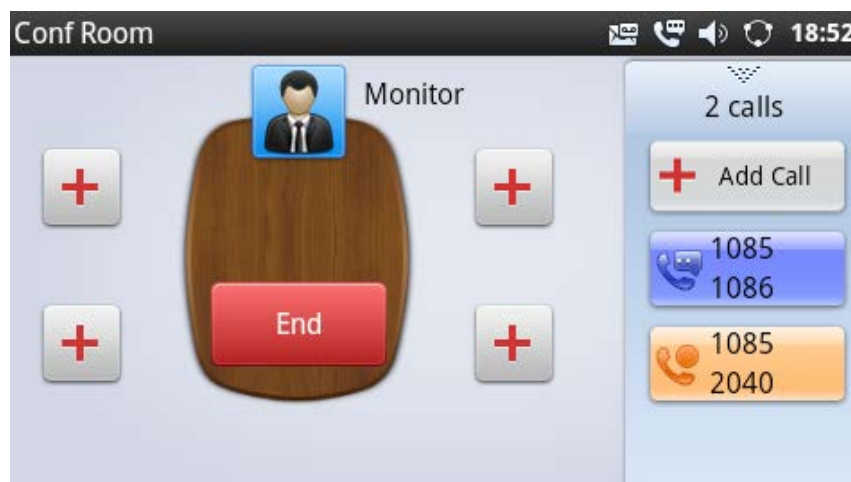 Conf Room
18:52
Monitor
2 calls
Add Call
1085
1086
End
1085
2040